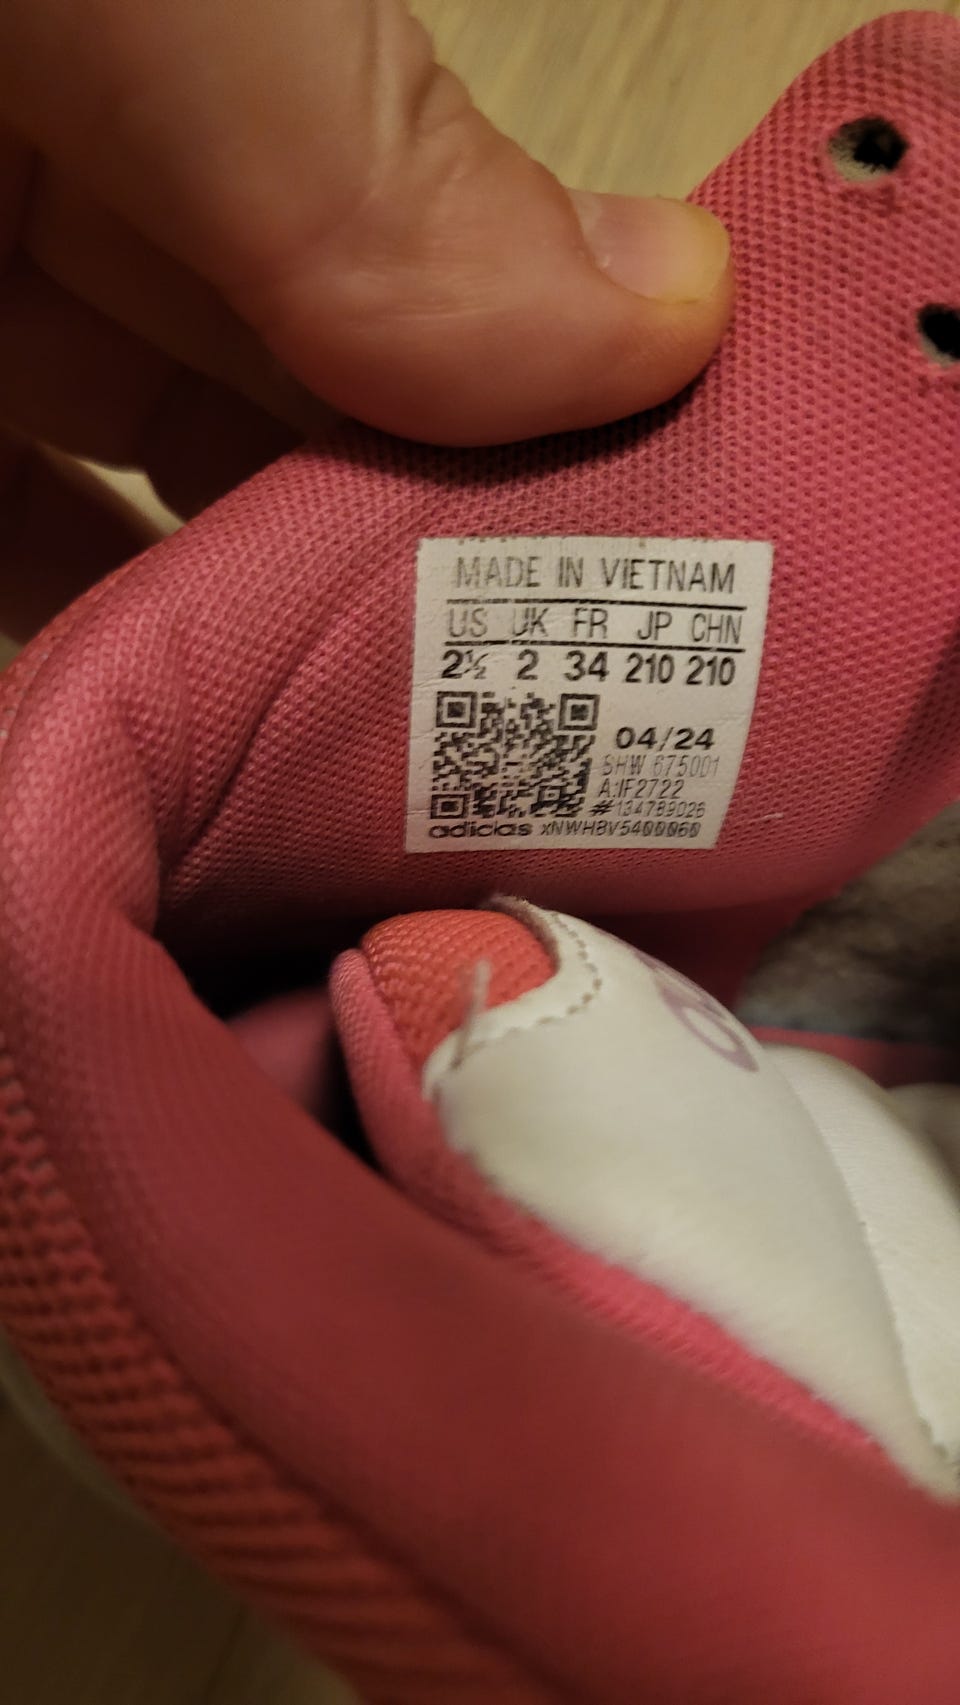 MADE IN VIETNAM
US UK FR JP CHN
2½ 2 34 210 210
04/24
SHW 675001
A:IF2722
#134789026
adidas xNWH8V5400060